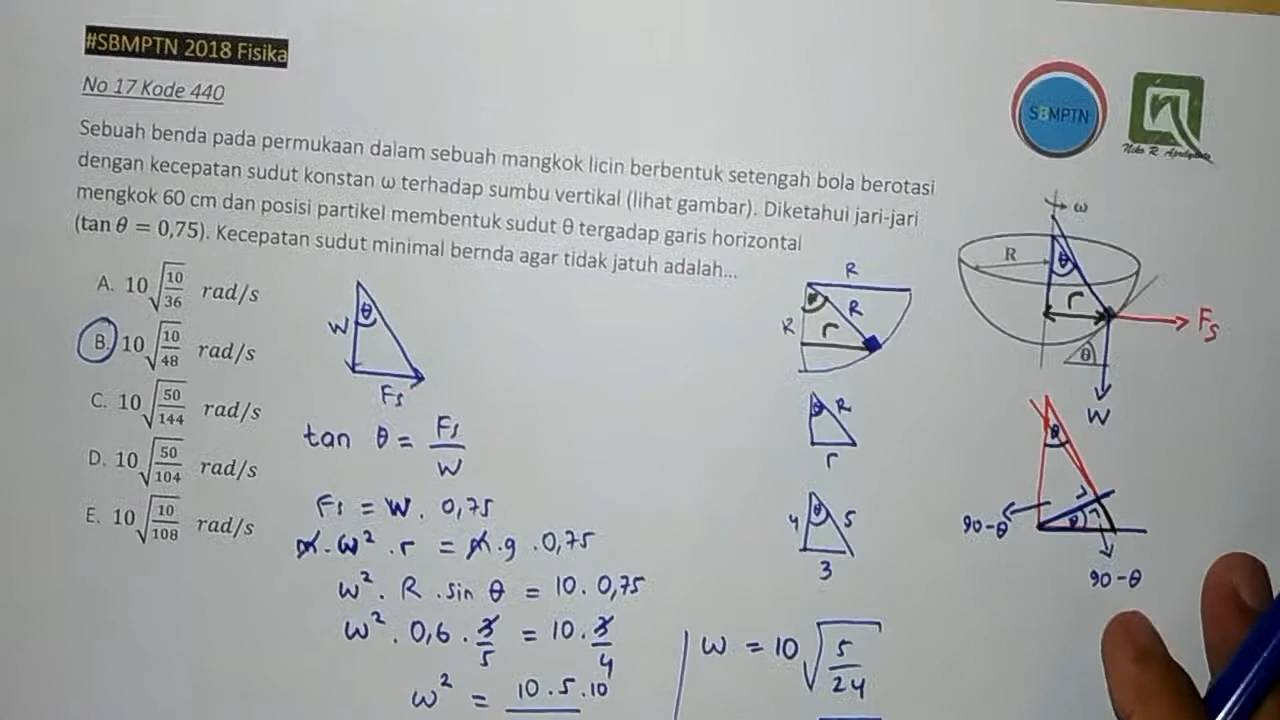 #SBMPTN 2018 Fisika
No 17 Kode 440
Sebuah benda pada permukaan dalam sebuah mangkok licin berbentuk setengah bola berotasi
dengan kecepatan sudut konstan ω terhadap sumbu vertikal (lihat gambar). Diketahui jari-jari
mengkok 60 cm dan posisi partikel membentuk sudut θ tergadap garis horizontal
(tan θ = 0,75). Kecepatan sudut minimal bernda agar tidak jatuh adalah...
A. 10√(10/36) rad/s
B. 10√(10/48) rad/s
C. 10√(50/144) rad/s
D. 10√(50/104) rad/s
E. 10√(10/108) rad/s
W
θ
Fs
tan θ = Fs/W
Fs = W . 0,75
m . ω² . r = m . g . 0,75
ω² . R . sin θ = 10 . 0,75
ω² . 0,6 . 3/5 = 10 . 3/4
ω² = 10 . 5 . 10
R
R
R
r
θ
R
r
4
θ
5
3
ω = 10 √(5/24)
SBMPTN
Niko R.
ω
R
θ
r
Fs
θ
W
θ
90-θ
θ
90-θ